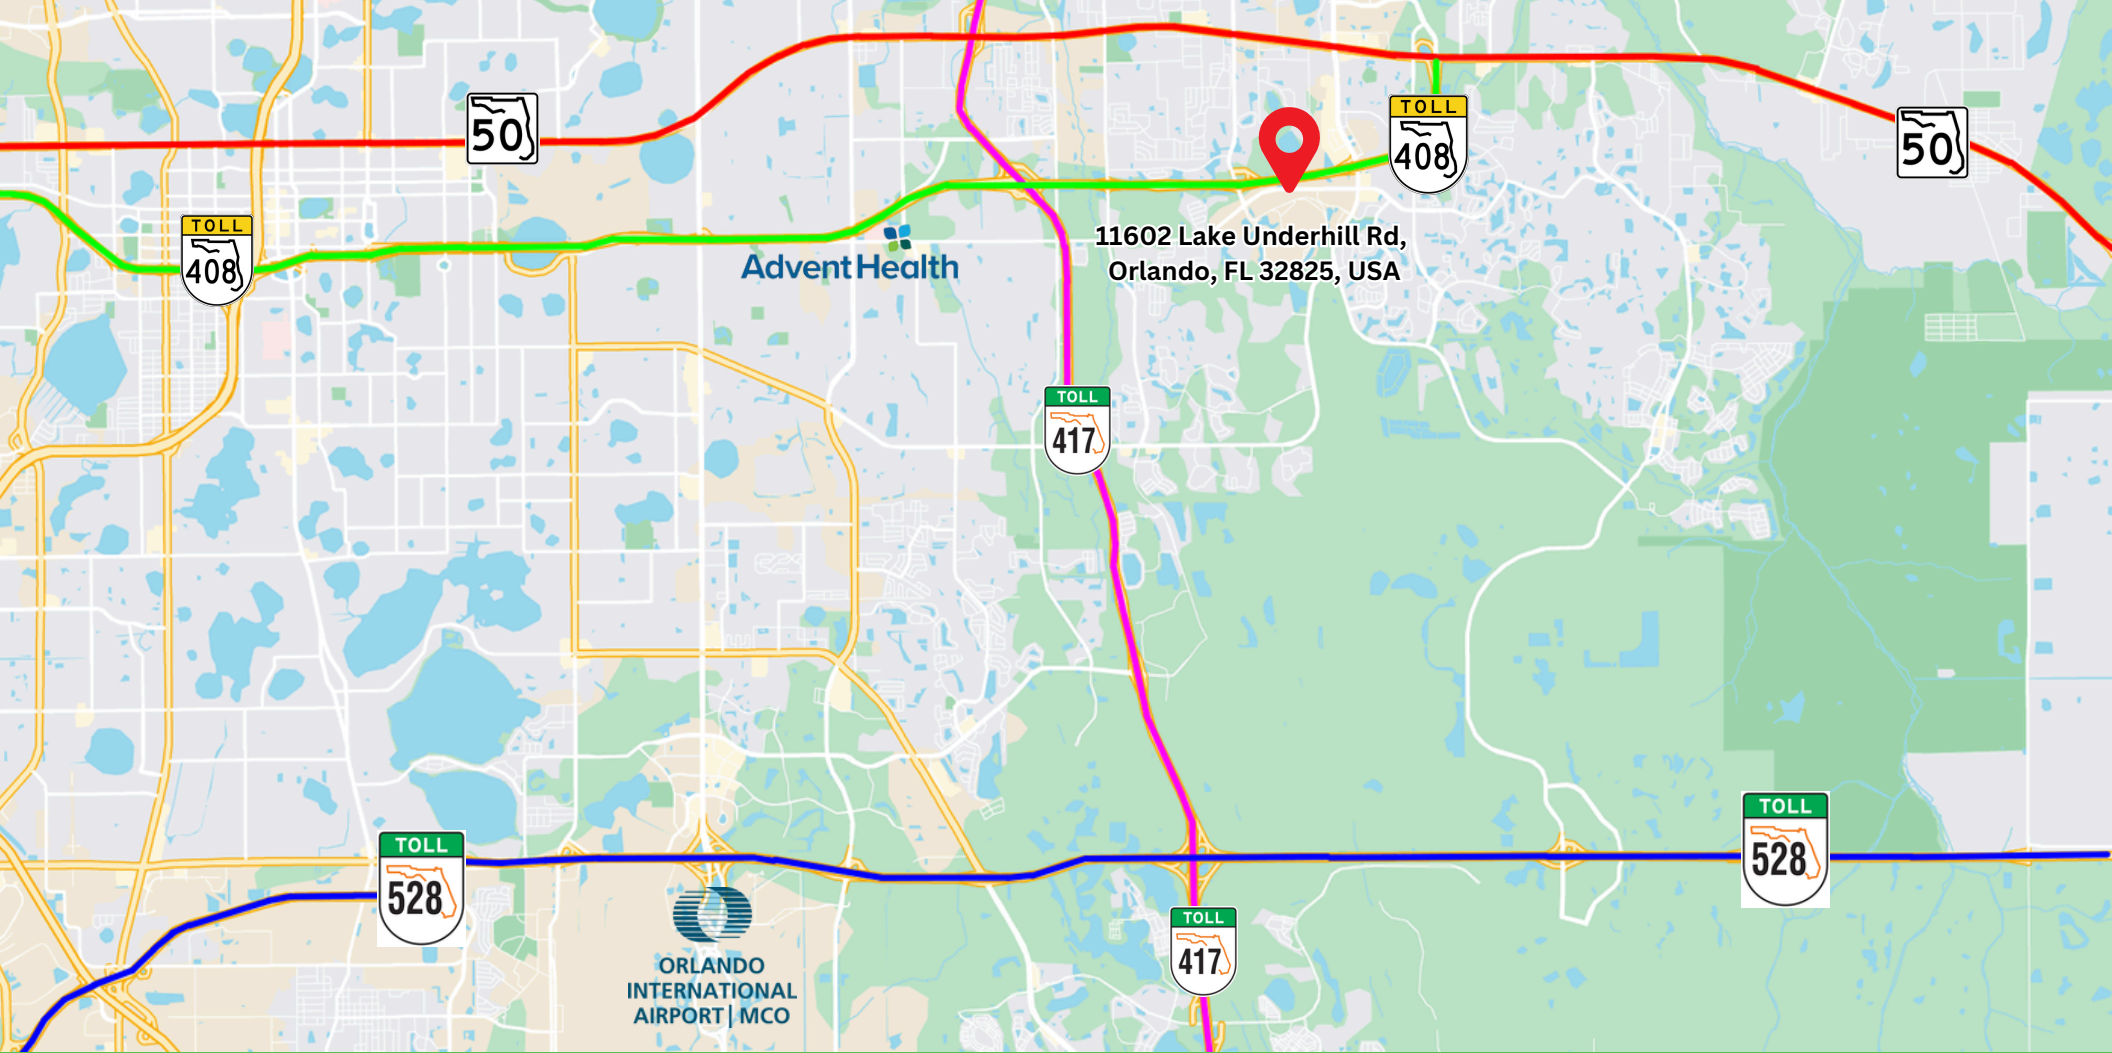 50
TOLL
408
50
TOLL
408
11602 Lake Underhill Rd,
Orlando, FL 32825, USA
AdventHealth
TOLL
417
TOLL
528
TOLL
528
TOLL
417
ORLANDO
INTERNATIONAL
AIRPORT | MCO